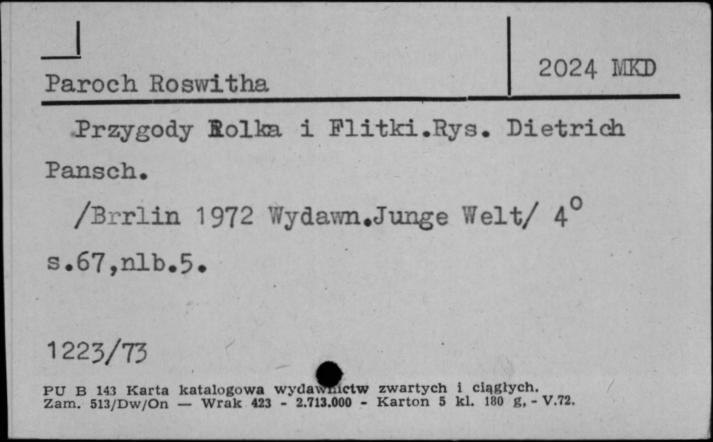 Paroch Roswitha
2024 MKD
Przygody Rolka i Flitki.Rys. Dietrich
Pansch.
/Brrlin 1972 Wydawn.Junge Welt/ 4°
s.67,nlb.5.
1223/73
PU B 143 Karta katalogowa wydawnictw zwartych i ciągłych.
Zam. 513/Dw/On — Wrak 423 - 2.713.000 - Karton 5 kl. 180 g, - V.72.